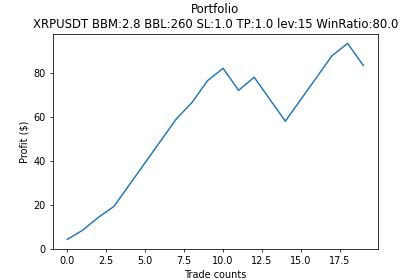 Portfolio
XRPUSDT BBM:2.8 BBL:260 SL:1.0 TP:1.0 lev:15 WinRatio:80.0
80
60
40
20
0
Profit ($)
0.0 2.5 5.0 7.5 10.0 12.5 15.0 17.5
Trade counts